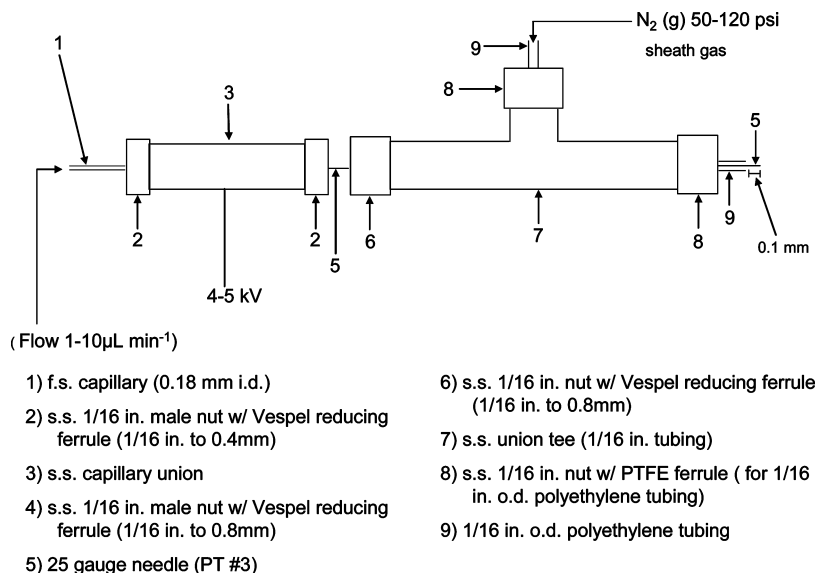 N2 (g) 50-120 psi
sheath gas
1
9
3
8
5
2
2
5
6
7
8
9
0.1 mm
4-5 kV
( Flow 1-10µL min-1)
1) f.s. capillary (0.18 mm i.d.)
2) s.s. 1/16 in. male nut w/ Vespel reducing
ferrule (1/16 in. to 0.4mm)
3) s.s. capillary union
4) s.s. 1/16 in. male nut w/ Vespel reducing
ferrule (1/16 in. to 0.8mm)
5) 25 gauge needle (PT #3)
6) s.s. 1/16 in. nut w/ Vespel reducing ferrule
(1/16 in. to 0.8mm)
7) s.s. union tee (1/16 in. tubing)
8) s.s. 1/16 in. nut w/ PTFE ferrule ( for 1/16
in. o.d. polyethylene tubing)
9) 1/16 in. o.d. polyethylene tubing